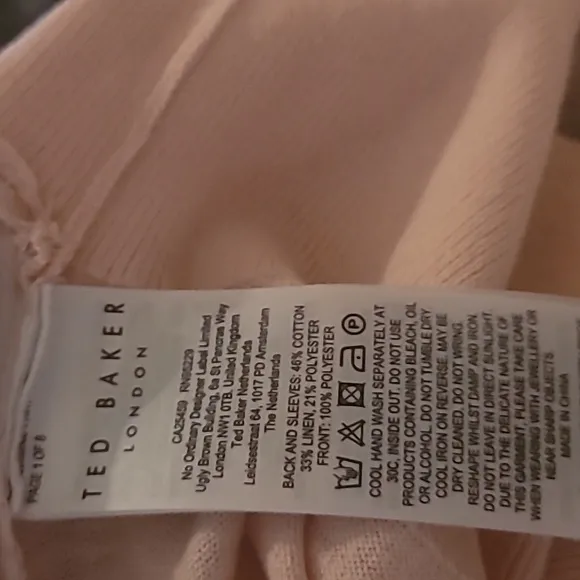 PAGE 1 OF 8
TED BAKER
LONDON
CA25459 RN98229
No Ordinary Designer Label Limited
Ugly Brown Building, 6a St Pancras Way
London NW1 0TB, United Kingdom
Ted Baker Netherlands
Leidsestraat 64, 1017 PD Amsterdam
The Netherlands
BACK AND SLEEVES: 46% COTTON
33% LINEN, 21% POLYESTER
FRONT: 100% POLYESTER
P
COOL HAND WASH SEPARATELY AT
30C, INSIDE OUT. DO NOT USE
PRODUCTS CONTAINING BLEACH, OIL
OR ALCOHOL. DO NOT TUMBLE DRY.
COOL IRON ON REVERSE. MAY BE
DRY CLEANED. DO NOT WRING.
RESHAPE WHILST DAMP AND IRON.
DO NOT LEAVE IN DIRECT SUNLIGHT.
DUE TO THE DELICATE NATURE OF
THIS GARMENT, PLEASE TAKE CARE
WHEN WEARING WITH JEWELLERY OR
NEAR SHARP OBJECTS.
MADE IN CHINA